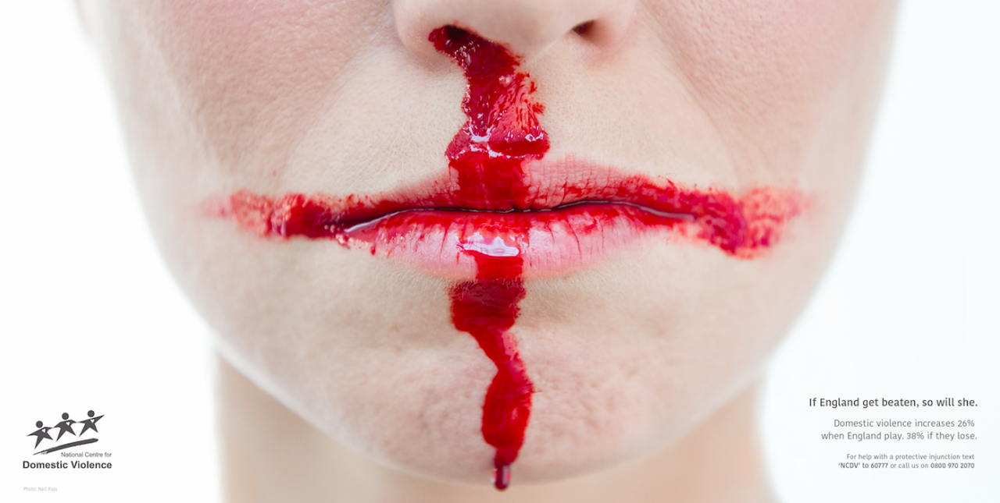 National Centre for
Domestic Violence
Photo: Neil Raja
If England get beaten, so will she.
Domestic violence increases 26%
when England play. 38% if they lose.
For help with a protective injunction text
'NCDV' to 60777 or call us on 0800 970 2070